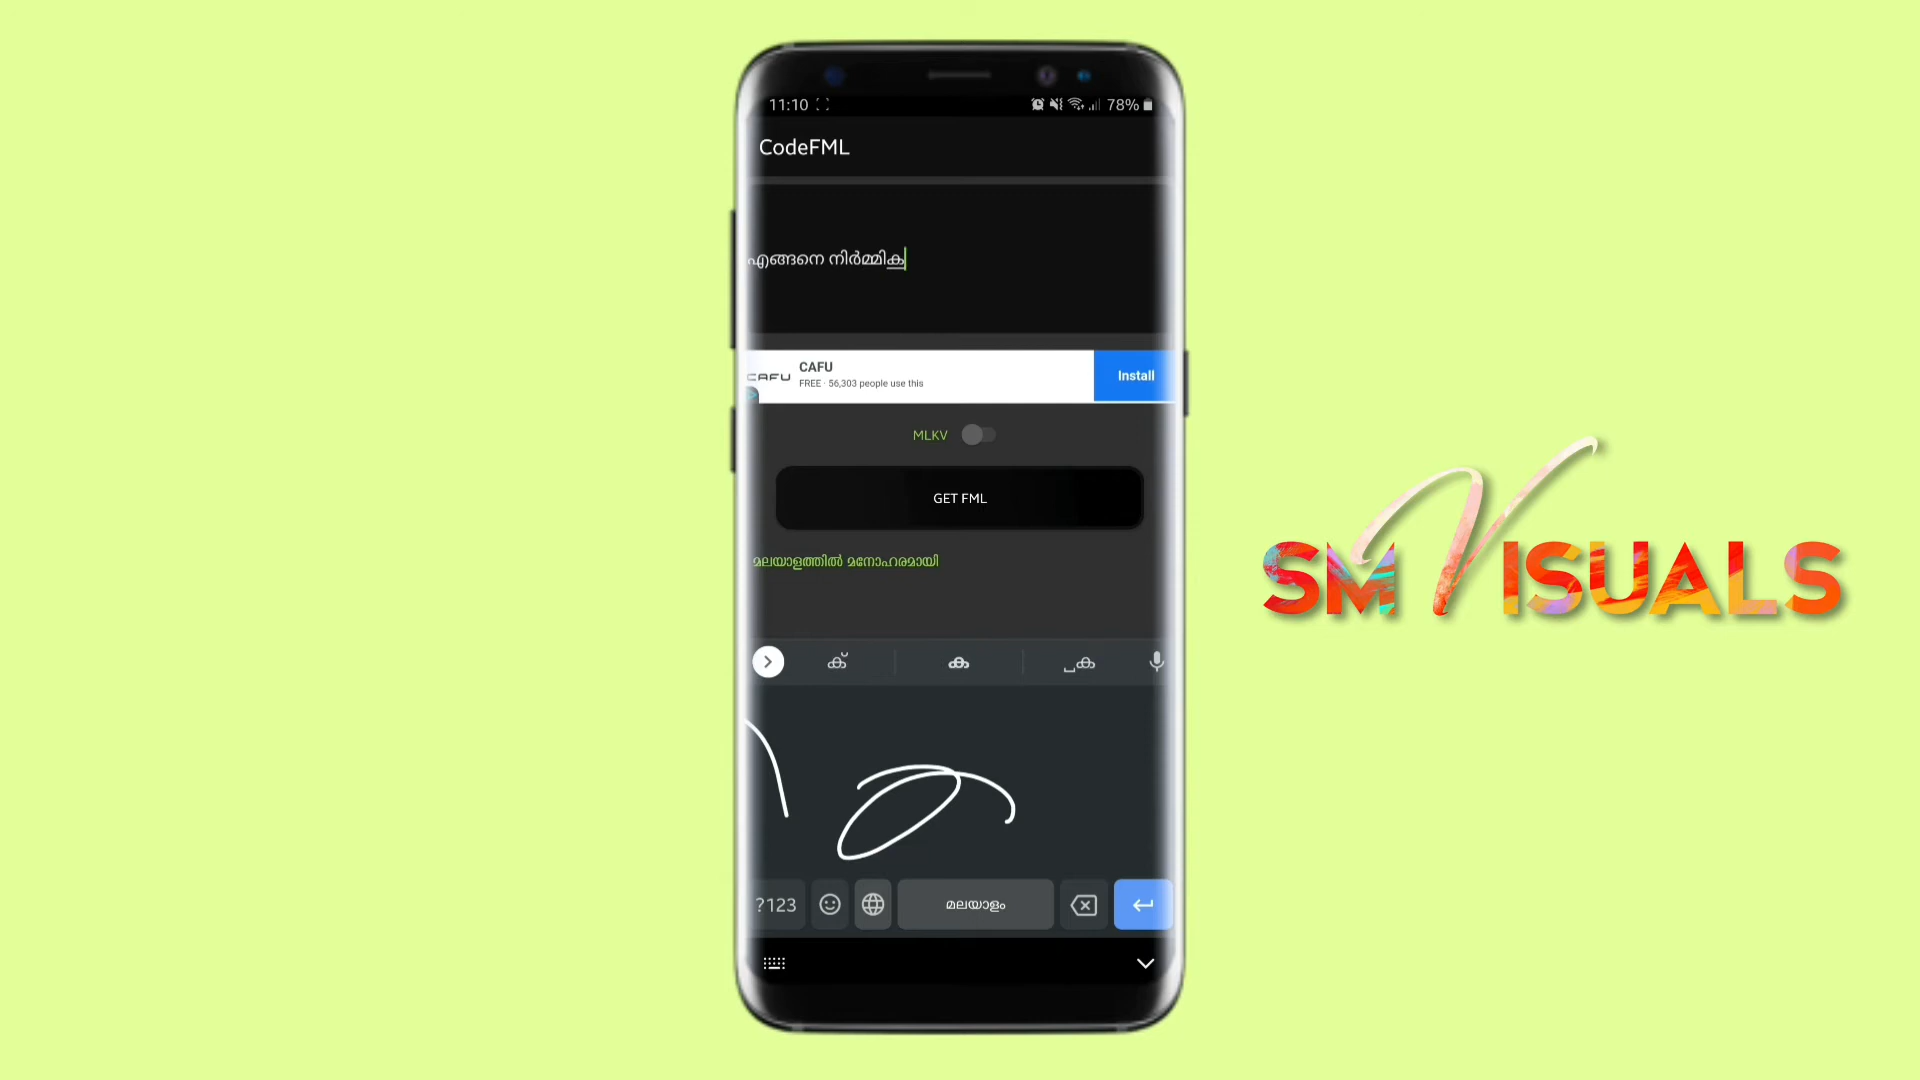 11:10
78%
CodeFML
എങ്ങനെ നിർമ്മിക
CAFU
CAFU
FREE · 56,303 people use this
Install
MLKV
GET FML
മലയാളത്തിൽ മനോഹരമായി
ക് ക ക
?123
മലയാളം
SM VISUALS